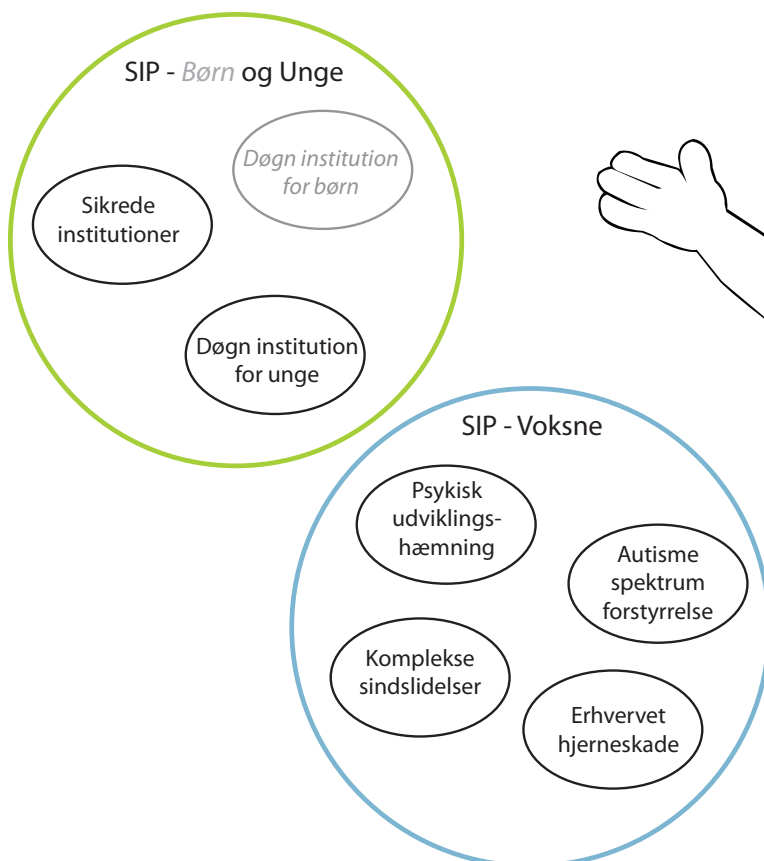 SIP - Børn og Unge
Døgn institution
for børn
Sikrede
institutioner
Døgn institution
for unge
SIP - Voksne
Psykisk
udviklings-
hæmning
Autisme
spektrum
forstyrrelse
Komplekse
sindslidelser
Erhvervet
hjerneskade